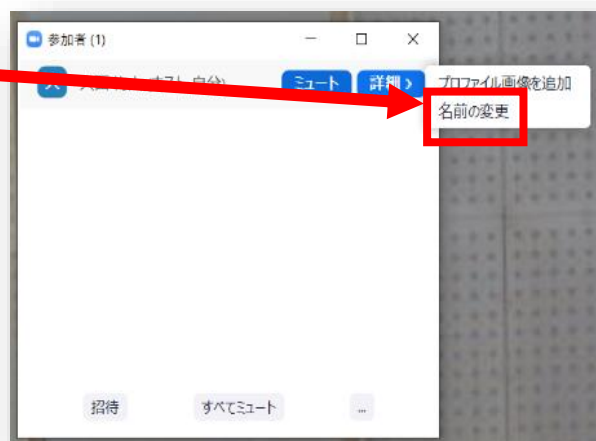 参加者 (1)
ミュート
詳細 >
プロファイル画像を追加
名前の変更
招待
すべてミュート
...